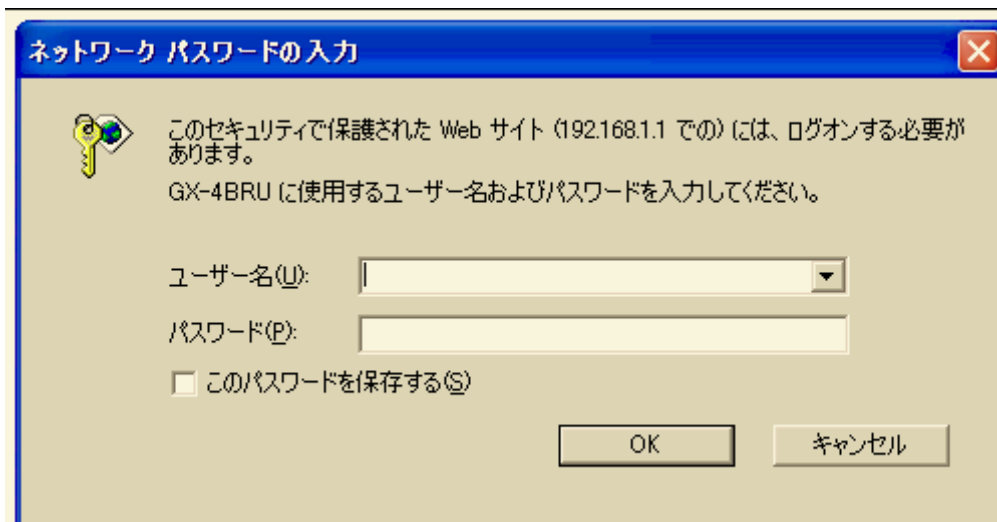 ネットワーク パスワードの入力
このセキュリティで保護された Web サイト (192.168.1.1 での) には、ログオンする必要が
あります。
GX-4BRU に使用するユーザー名およびパスワードを入力してください。
ユーザー名(U):
パスワード(P):
このパスワードを保存する(S)
OK
キャンセル